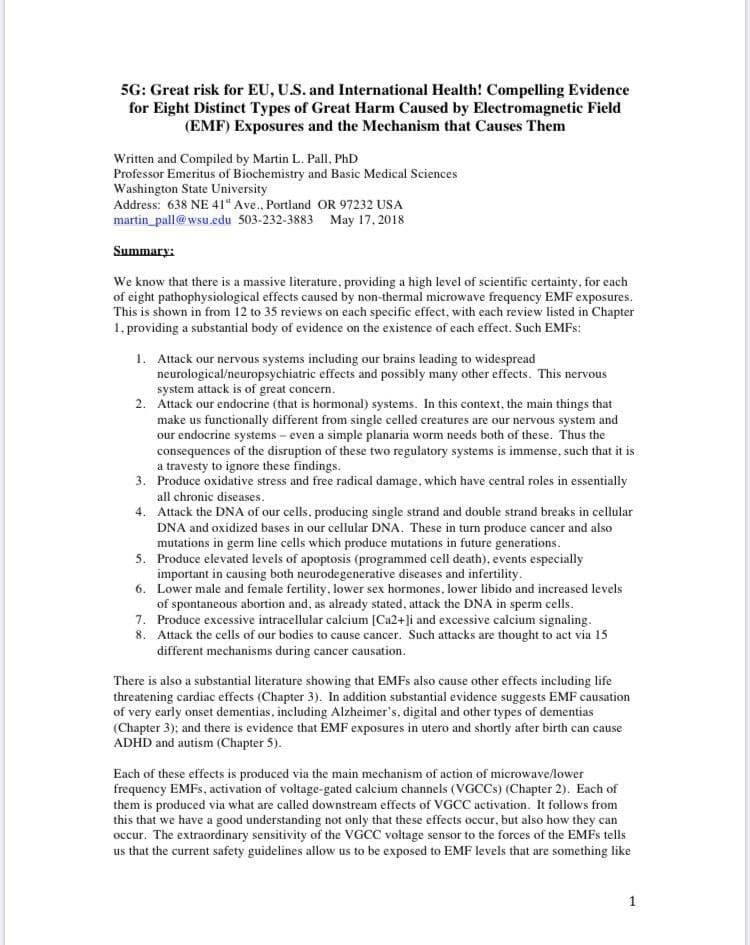 5G: Great risk for EU, U.S. and International Health! Compelling Evidence
for Eight Distinct Types of Great Harm Caused by Electromagnetic Field
(EMF) Exposures and the Mechanism that Causes Them
Written and Compiled by Martin L. Pall, PhD
Professor Emeritus of Biochemistry and Basic Medical Sciences
Washington State University
Address: 638 NE 41st Ave., Portland OR 97232 USA
martin_pall@wsu.edu 503-232-3883 May 17, 2018
Summary:
We know that there is a massive literature, providing a high level of scientific certainty, for each
of eight pathophysiological effects caused by non-thermal microwave frequency EMF exposures.
This is shown in from 12 to 35 reviews on each specific effect, with each review listed in Chapter
1, providing a substantial body of evidence on the existence of each effect. Such EMFs:
1. Attack our nervous systems including our brains leading to widespread
neurological/neuropsychiatric effects and possibly many other effects. This nervous
system attack is of great concern.
2. Attack our endocrine (that is hormonal) systems. In this context, the main things that
make us functionally different from single celled creatures are our nervous system and
our endocrine systems – even a simple planaria worm needs both of these. Thus the
consequences of the disruption of these two regulatory systems is immense, such that it is
a travesty to ignore these findings.
3. Produce oxidative stress and free radical damage, which have central roles in essentially
all chronic diseases.
4. Attack the DNA of our cells, producing single strand and double strand breaks in cellular
DNA and oxidized bases in our cellular DNA. These in turn produce cancer and also
mutations in germ line cells which produce mutations in future generations.
5. Produce elevated levels of apoptosis (programmed cell death), events especially
important in causing both neurodegenerative diseases and infertility.
6. Lower male and female fertility, lower sex hormones, lower libido and increased levels
of spontaneous abortion and, as already stated, attack the DNA in sperm cells.
7. Produce excessive intracellular calcium [Ca2+]i and excessive calcium signaling.
8. Attack the cells of our bodies to cause cancer. Such attacks are thought to act via 15
different mechanisms during cancer causation.
There is also a substantial literature showing that EMFs also cause other effects including life
threatening cardiac effects (Chapter 3). In addition substantial evidence suggests EMF causation
of very early onset dementias, including Alzheimer's, digital and other types of dementias
(Chapter 3); and there is evidence that EMF exposures in utero and shortly after birth can cause
ADHD and autism (Chapter 5).
Each of these effects is produced via the main mechanism of action of microwave/lower
frequency EMFs, activation of voltage-gated calcium channels (VGCCs) (Chapter 2). Each of
them is produced via what are called downstream effects of VGCC activation. It follows from
this that we have a good understanding not only that these effects occur, but also how they can
occur. The extraordinary sensitivity of the VGCC voltage sensor to the forces of the EMFs tells
us that the current safety guidelines allow us to be exposed to EMF levels that are something like
1